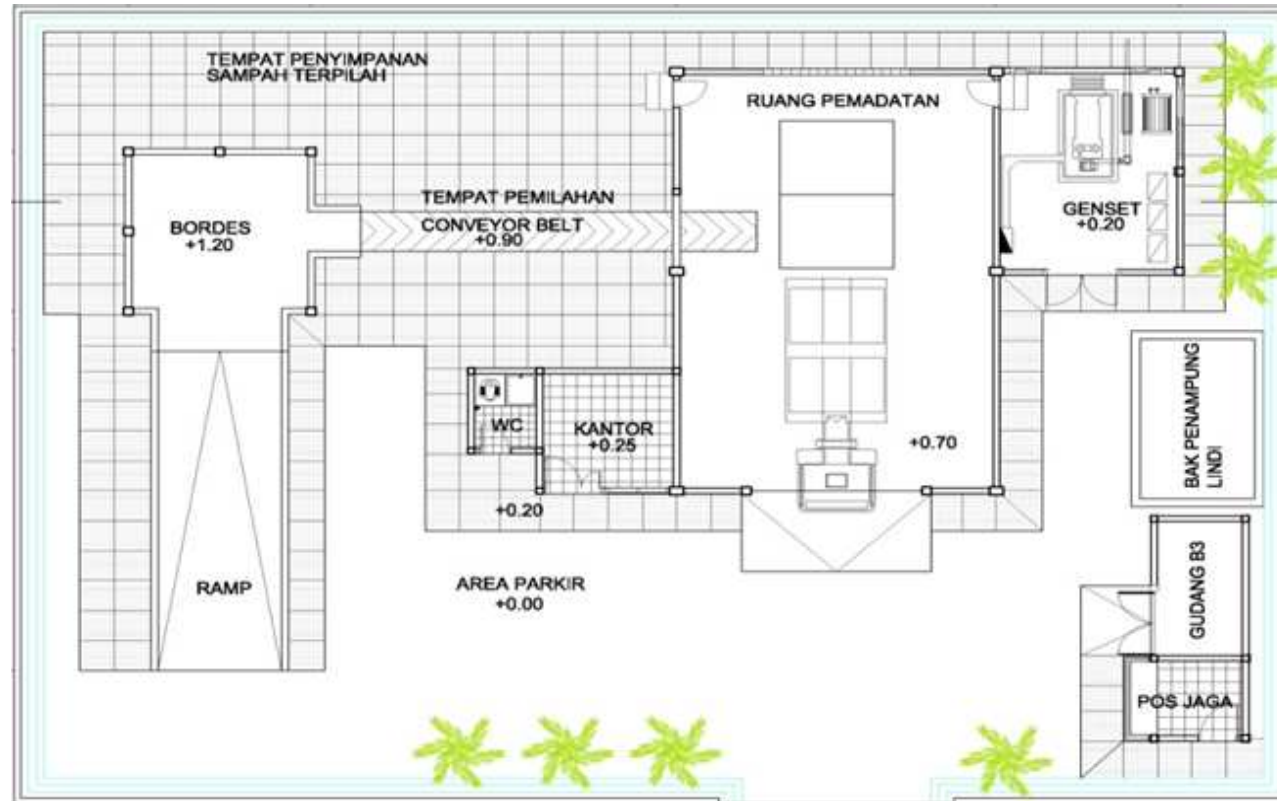 TEMPAT PENYIMPANAN
SAMPAH TERPILAH
RUANG PEMADATAN
TEMPAT PEMILAHAN
CONVEYOR BELT
+0.90
BORDES
+1.20
GENSET
+0.20
WC
KANTOR
+0.25
+0.70
+0.20
BAK PENAMPUNG
LINDI
RAMP
AREA PARKIR
+0.00
GUDANG B3
POS JAGA